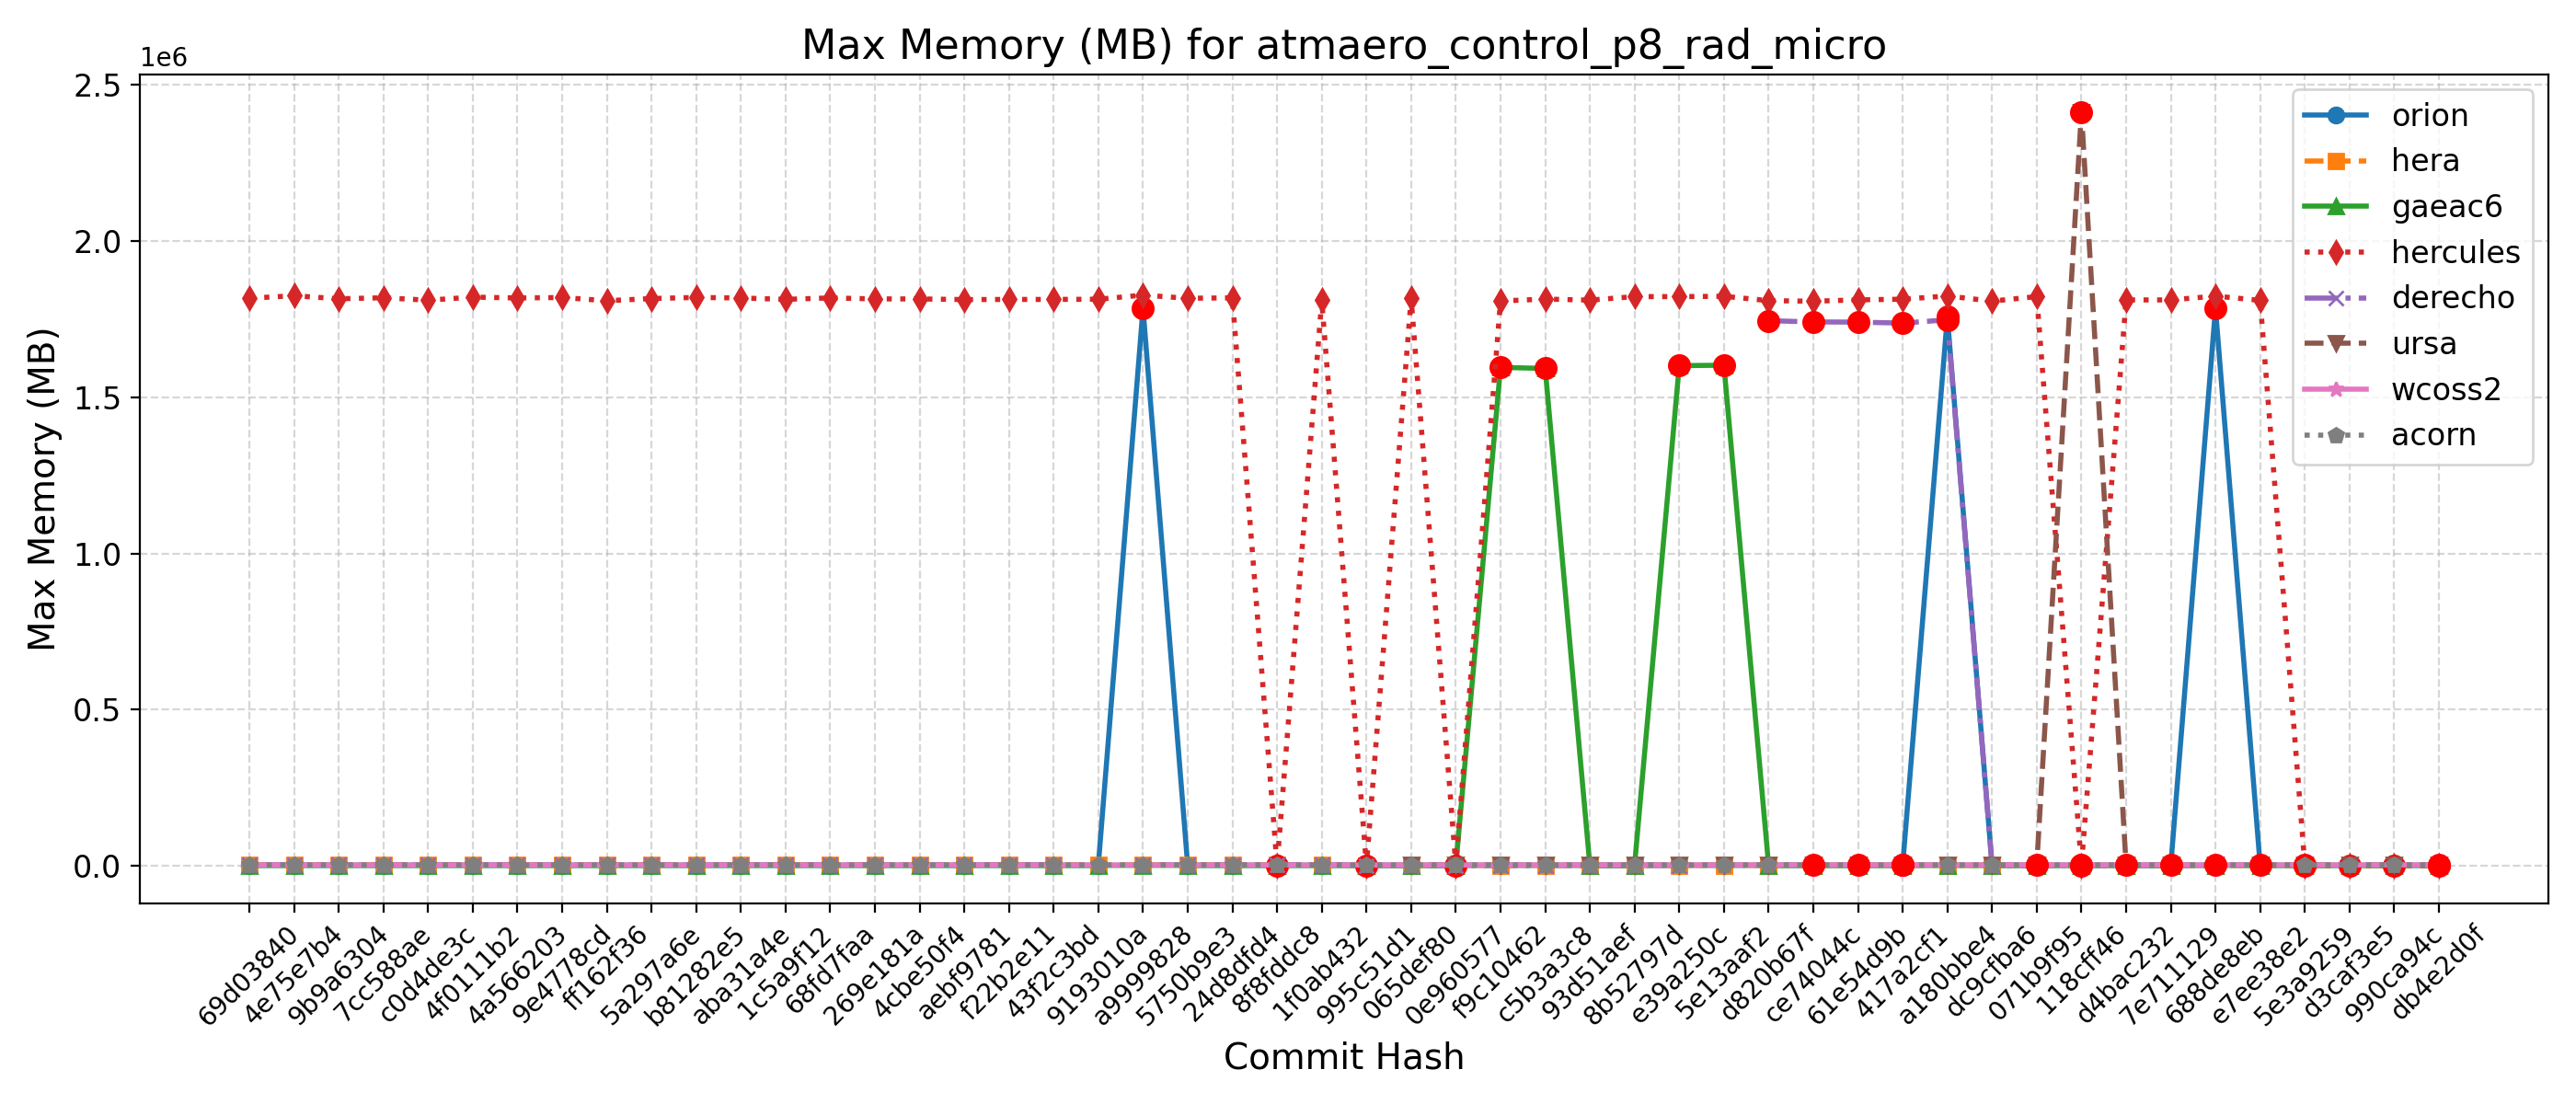 Max Memory (MB) for atmaero_control_p8_rad_micro
1e6
2.5
2.0
1.5
1.0
0.5
0.0
Max Memory (MB)
orion
hera
gaeac6
hercules
derecho
ursa
wcoss2
acorn
69d03840
4e75e7b4
9b9a6304
7cc588ae
c0d4de3c
4f0111b2
4a566203
9e4778cd
ff162f36
5a297a6e
b81282e5
aba31a4e
1c5a9f12
68fd7faa
269e181a
4cbe50f4
aebf9781
f22b2e11
43f2c3bd
9193010a
a9999828
5750b9e3
24d8dfd4
8f8fddc8
1f0ab432
995c51d1
065def80
0e960577
f9c10462
c5b3a3c8
93d51aef
8b52797d
e39a250c
5e13aaf2
d820b67f
ce74044c
61e54d9b
417a2cf1
a180bbe4
dc9cfba6
071b9f95
118cff46
d4bac232
7e711129
688de8eb
e7ee38e2
5e3a9259
d3caf3e5
990ca94c
db4e2d0f
Commit Hash